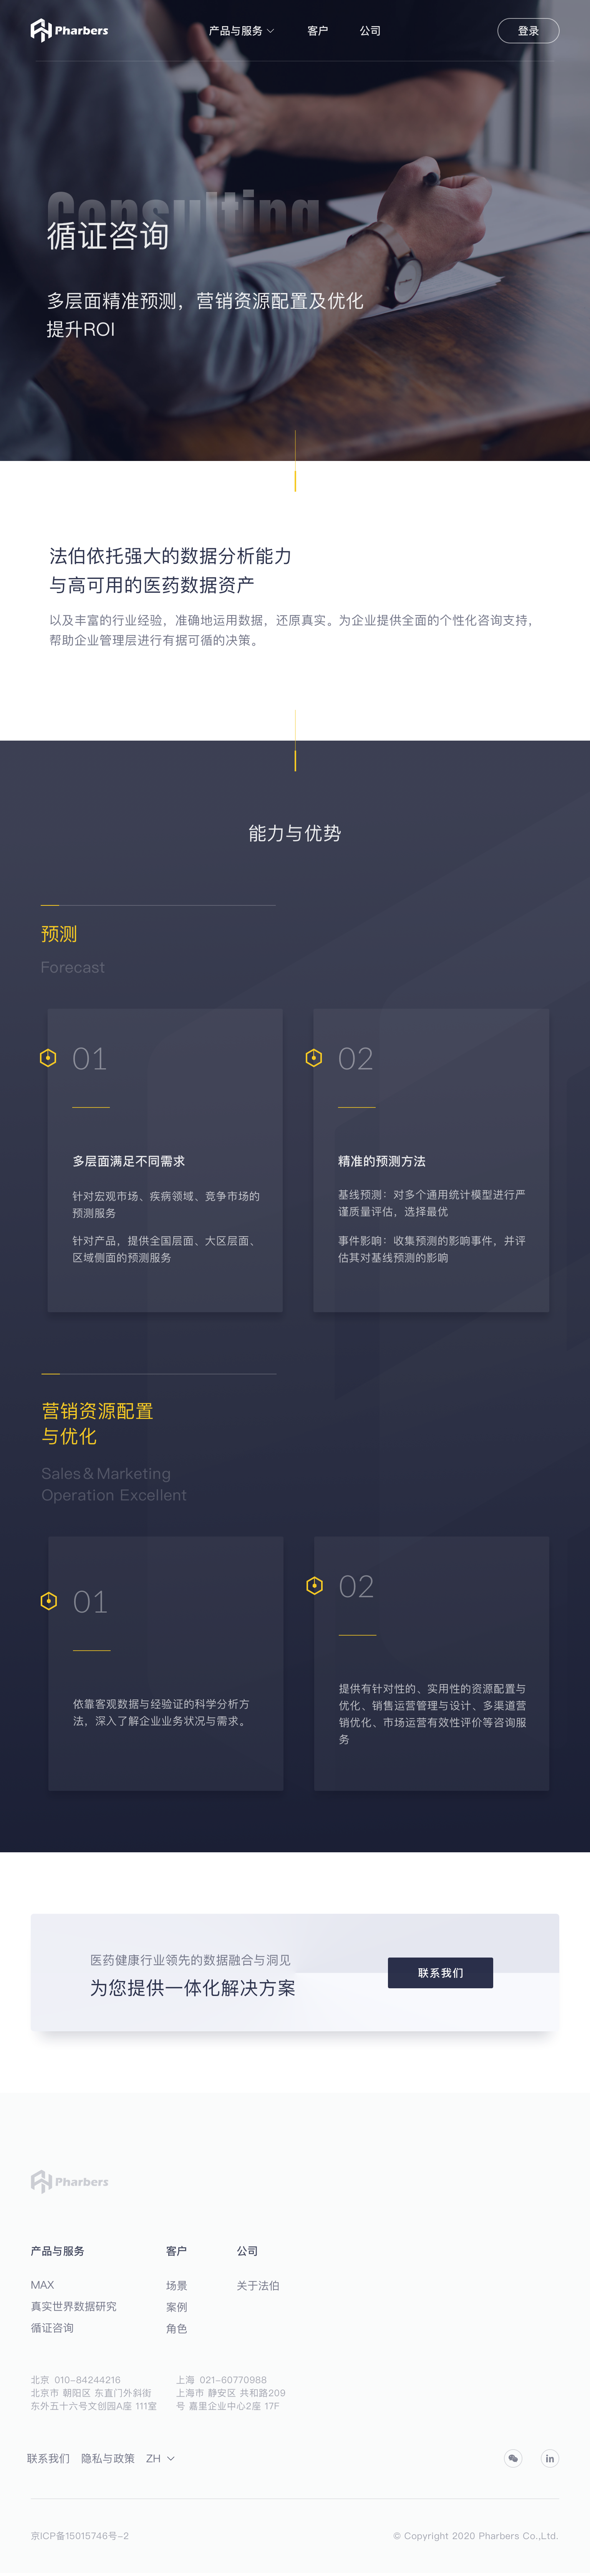 Pharbers
产品与服务
客户
公司
登录
Consulting
循证咨询
多层面精准预测，营销资源配置及优化
提升ROI
法伯依托强大的数据分析能力
与高可用的医药数据资产
以及丰富的行业经验，准确地运用数据，还原真实。为企业提供全面的个性化咨询支持，
帮助企业管理层进行有据可循的决策。
能力与优势
预测
Forecast
01
多层面满足不同需求
针对宏观市场、疾病领域、竞争市场的
预测服务
针对产品，提供全国层面、大区层面、
区域侧面的预测服务
02
精准的预测方法
基线预测：对多个通用统计模型进行严
谨质量评估，选择最优
事件影响：收集预测的影响事件，并评
估其对基线预测的影响
营销资源配置
与优化
Sales＆Marketing
Operation Excellent
01
依靠客观数据与经验证的科学分析方
法，深入了解企业业务状况与需求。
02
提供有针对性的、实用性的资源配置与
优化、销售运营管理与设计、多渠道营
销优化、市场运营有效性评价等咨询服
务
医药健康行业领先的数据融合与洞见
为您提供一体化解决方案
联系我们
Pharbers
产品与服务
MAX
真实世界数据研究
循证咨询
客户
场景
案例
角色
公司
关于法伯
北京 010-84244216
北京市 朝阳区 东直门外斜街
东外五十六号文创园A座 111室
上海 021-60770988
上海市 静安区 共和路209
号 嘉里企业中心2座 17F
联系我们
隐私与政策
ZH
in
京ICP备15015746号-2
© Copyright 2020 Pharbers Co.,Ltd.